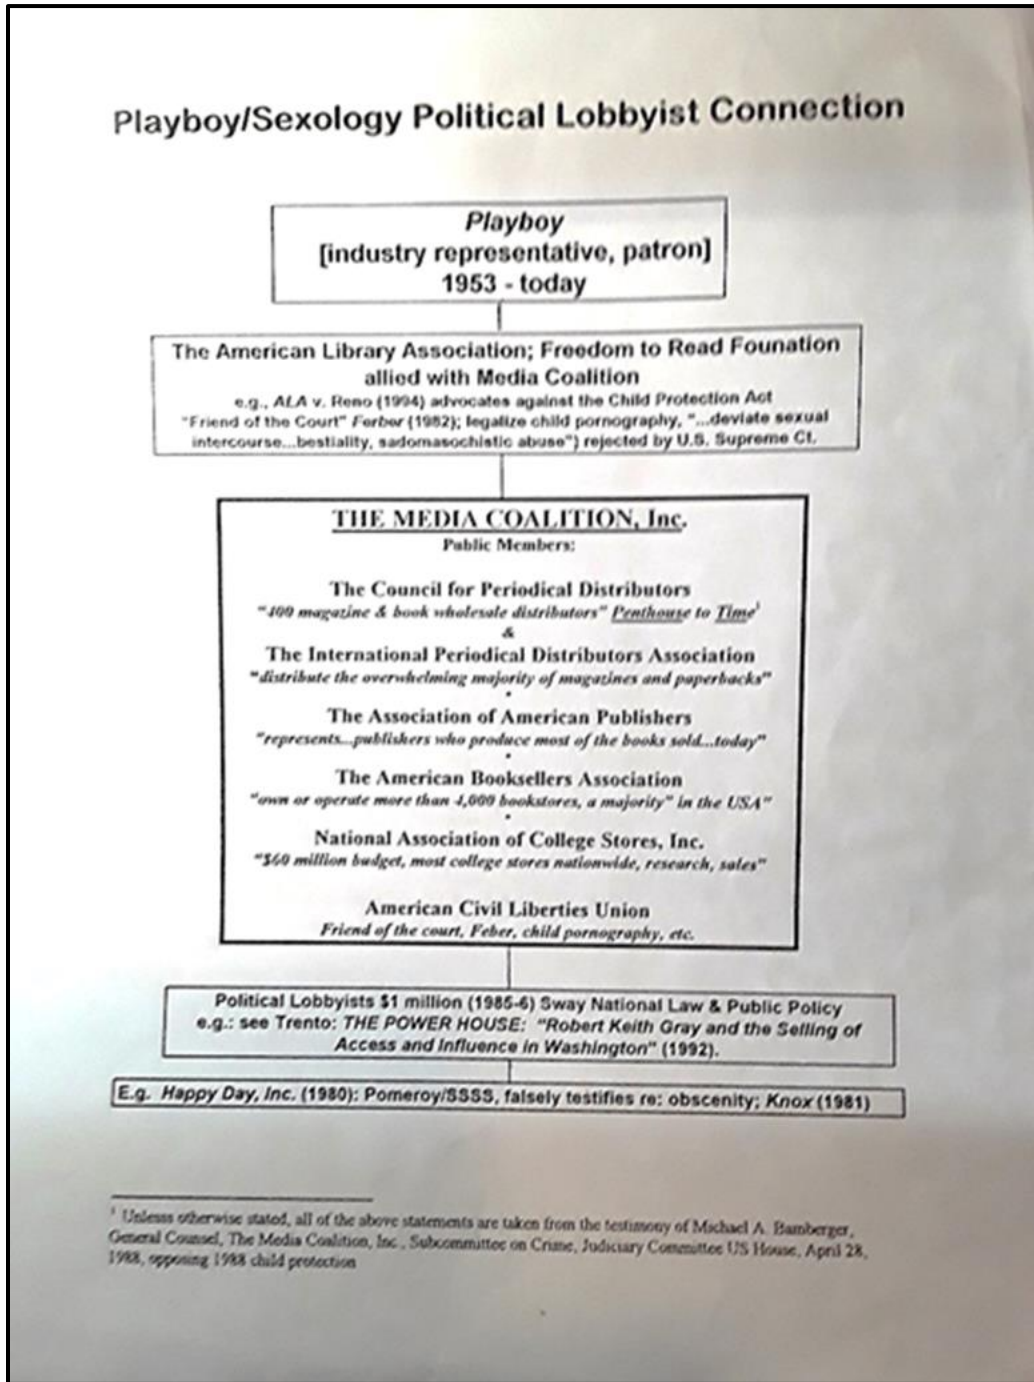 Playboy/Sexology Political Lobbyist Connection
Playboy
[industry representative, patron]
1953 - today
The American Library Association; Freedom to Read Founation
allied with Media Coalition
e.g., ALA v. Reno (1994) advocates against the Child Protection Act
"Friend of the Court" Ferber (1982); legalize child pornography, "...deviate sexual
intercourse...bestiality, sadomasochistic abuse") rejected by U.S. Supreme Ct.
THE MEDIA COALITION, Inc.
Public Members:
The Council for Periodical Distributors
"400 magazine & book wholesale distributors" Penthouse to Time¹
&
The International Periodical Distributors Association
"distribute the overwhelming majority of magazines and paperbacks"
•
The Association of American Publishers
"represents...publishers who produce most of the books sold...today"
•
The American Booksellers Association
"own or operate more than 4,000 bookstores, a majority" in the USA"
•
National Association of College Stores, Inc.
"$60 million budget, most college stores nationwide, research, sales"
American Civil Liberties Union
Friend of the court, Feber, child pornography, etc.
Political Lobbyists $1 million (1985-6) Sway National Law & Public Policy
e.g.: see Trento: THE POWER HOUSE: "Robert Keith Gray and the Selling of
Access and Influence in Washington" (1992).
E.g. Happy Day, Inc. (1980): Pomeroy/SSSS, falsely testifies re: obscenity; Knox (1981)
¹ Unlesss otherwise stated, all of the above statements are taken from the testimony of Michael A. Bamberger,
General Counsel, The Media Coalition, Inc., Subcommittee on Crime, Judiciary Committee US House, April 28,
1988, opposing 1988 child protection